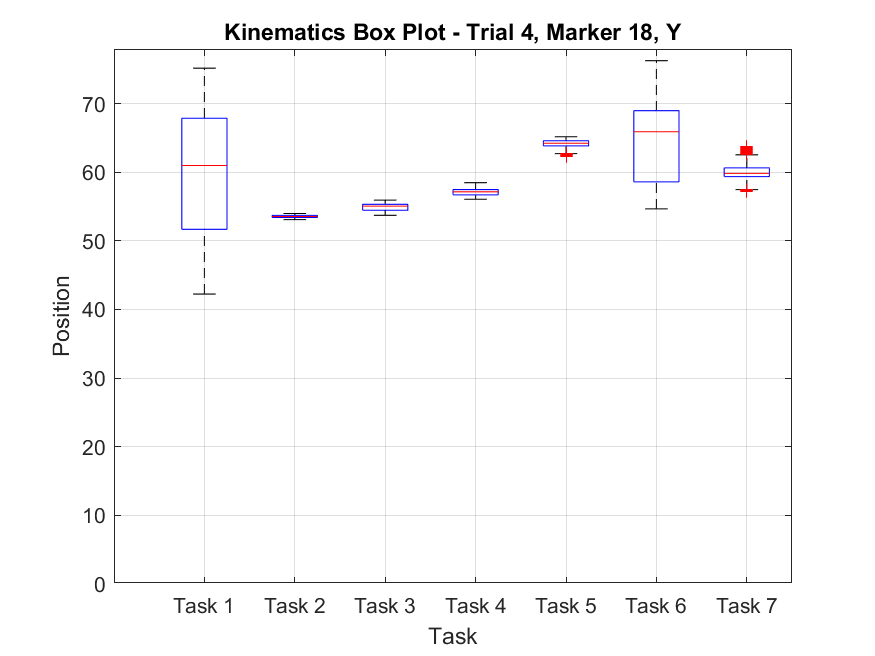 Kinematics Box Plot - Trial 4, Marker 18, Y
Position
70
60
50
40
30
20
10
0
Task 1 Task 2 Task 3 Task 4 Task 5 Task 6 Task 7
Task